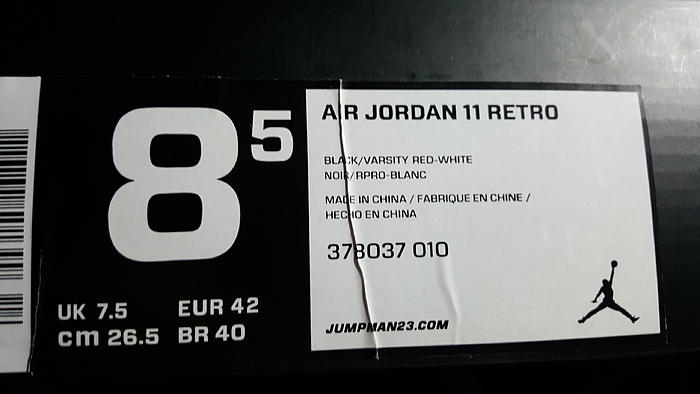 8 5
UK 7.5 EUR 42
cm 26.5 BR 40
AIR JORDAN 11 RETRO
BLACK/VARSITY RED-WHITE
NOIR/RPRO-BLANC
MADE IN CHINA / FABRIQUE EN CHINE /
HECHO EN CHINA
378037 010
JUMPMAN23.COM